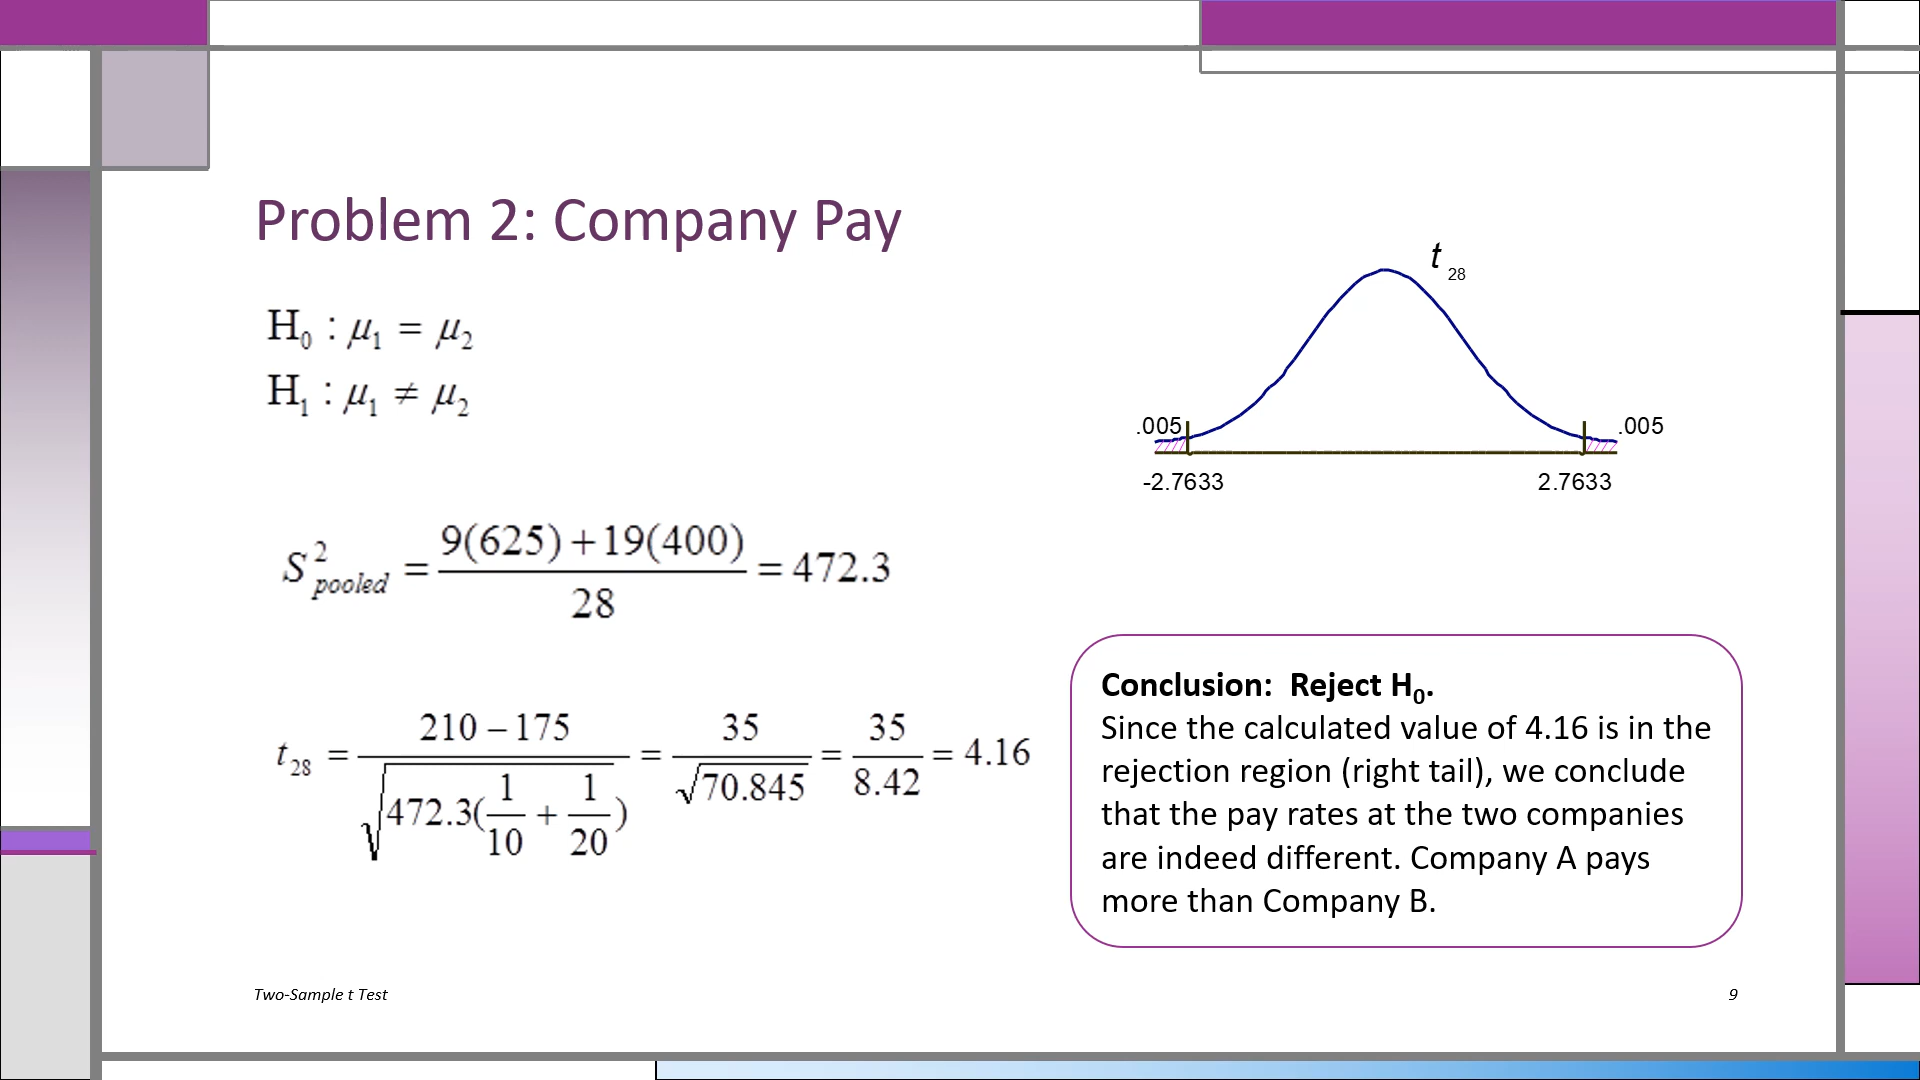 Problem 2: Company Pay
H₀ : μ₁ = μ₂
H₁ : μ₁ ≠ μ₂
t ₂₈
.005 .005
-2.7633 2.7633
S²pooled = (9(625)+19(400))/28 = 472.3
t₂₈ = (210 – 175)/√(472.3(1/10 + 1/20)) = 35/√70.845 = 35/8.42 = 4.16
Conclusion: Reject H₀.
Since the calculated value of 4.16 is in the
rejection region (right tail), we conclude
that the pay rates at the two companies
are indeed different. Company A pays
more than Company B.
Two-Sample t Test
9